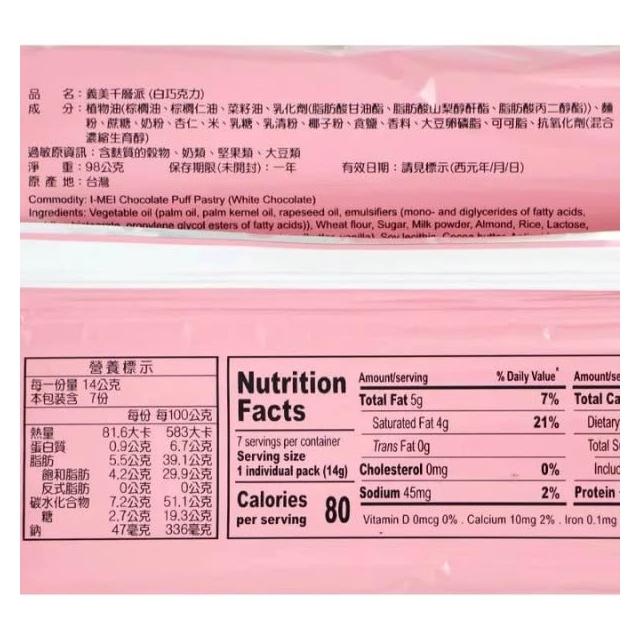 品　　名：義美千層派 (白巧克力)
成　　分：植物油(棕櫚油、棕櫚仁油、菜籽油、乳化劑(脂肪酸甘油酯、脂肪酸山梨醇酐酯、脂肪酸丙二醇酯))、麵
粉、蔗糖、奶粉、杏仁、米、乳糖、乳清粉、椰子粉、食鹽、香料、大豆卵磷脂、可可脂、抗氧化劑(混合
濃縮生育醇)
過敏原資訊：含麩質的穀物、奶類、堅果類、大豆類
淨　　重：98公克　　保存期限(未開封)：一年　　有效日期：請見標示(西元年/月/日)
原 產 地：台灣
Commodity: I-MEI Chocolate Puff Pastry (White Chocolate)
Ingredients: Vegetable oil (palm oil, palm kernel oil, rapeseed oil, emulsifiers (mono- and diglycerides of fatty acids,
propylene glycol esters of fatty acids)), Wheat flour, Sugar, Milk powder, Almond, Rice, Lactose,
營養標示
每一份量 14公克
本包裝含 7份
每份 每100公克
熱量 81.6大卡 583大卡
蛋白質 0.9公克 6.7公克
脂肪 5.5公克 39.1公克
飽和脂肪 4.2公克 29.9公克
反式脂肪 0公克 0公克
碳水化合物 7.2公克 51.1公克
糖 2.7公克 19.3公克
鈉 47毫克 336毫克
Nutrition
Facts
7 servings per container
Serving size
1 individual pack (14g)
Calories 80
per serving
Amount/serving % Daily Value*
Total Fat 5g 7%
Saturated Fat 4g 21%
Trans Fat 0g
Cholesterol 0mg 0%
Sodium 45mg 2%
Vitamin D 0mcg 0% . Calcium 10mg 2% . Iron 0.1mg
Amount/se
Total Ca
Dietary
Total S
Includ
Protein